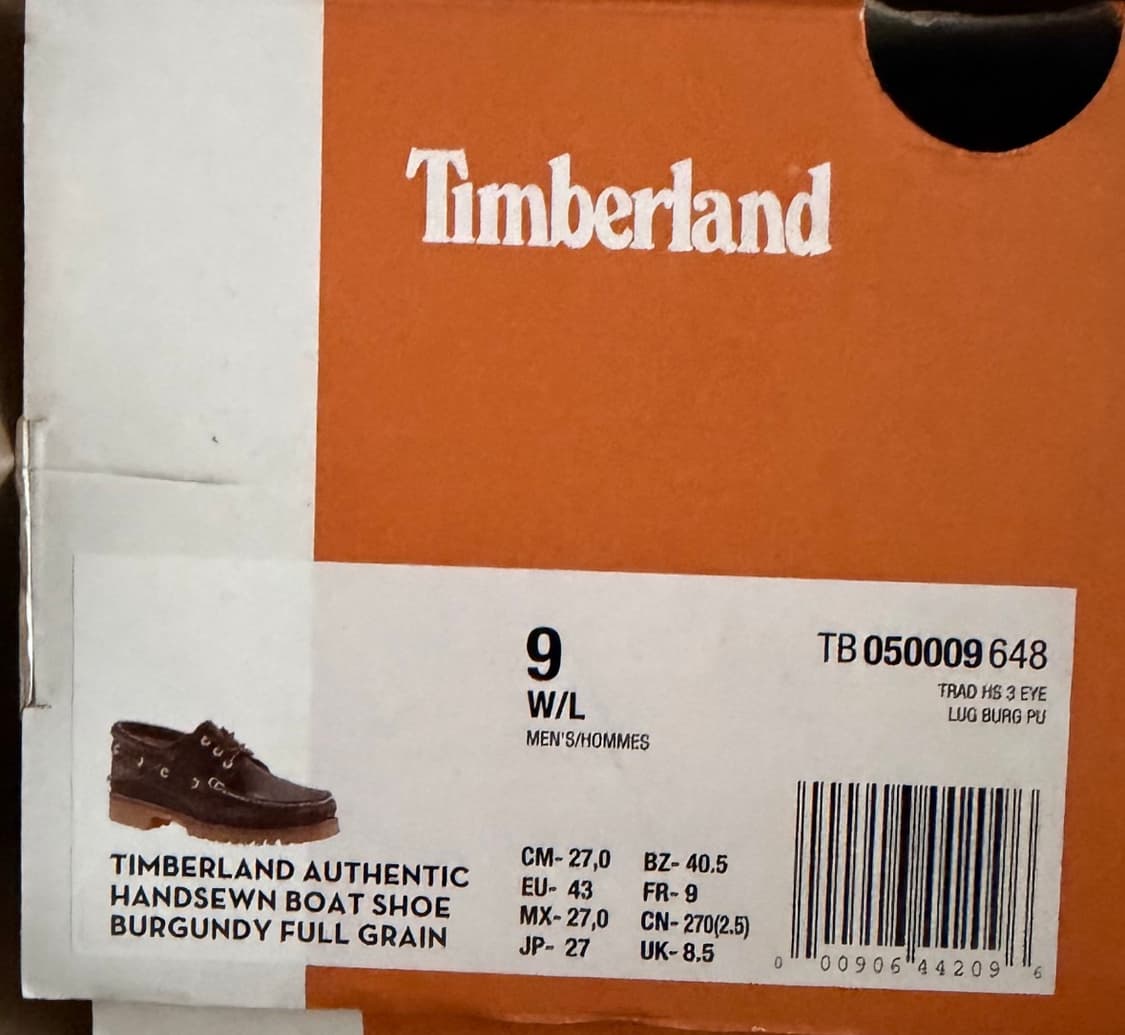 Timberland
9
W/L
MEN'S/HOMMES
TB 050009 648
TRAD HS 3 EYE
LUG BURG PU
TIMBERLAND AUTHENTIC
HANDSEWN BOAT SHOE
BURGUNDY FULL GRAIN
CM- 27,0 BZ- 40.5
EU- 43 FR- 9
MX- 27,0 CN- 270(2.5)
JP- 27 UK- 8.5
0 00906 44209 6